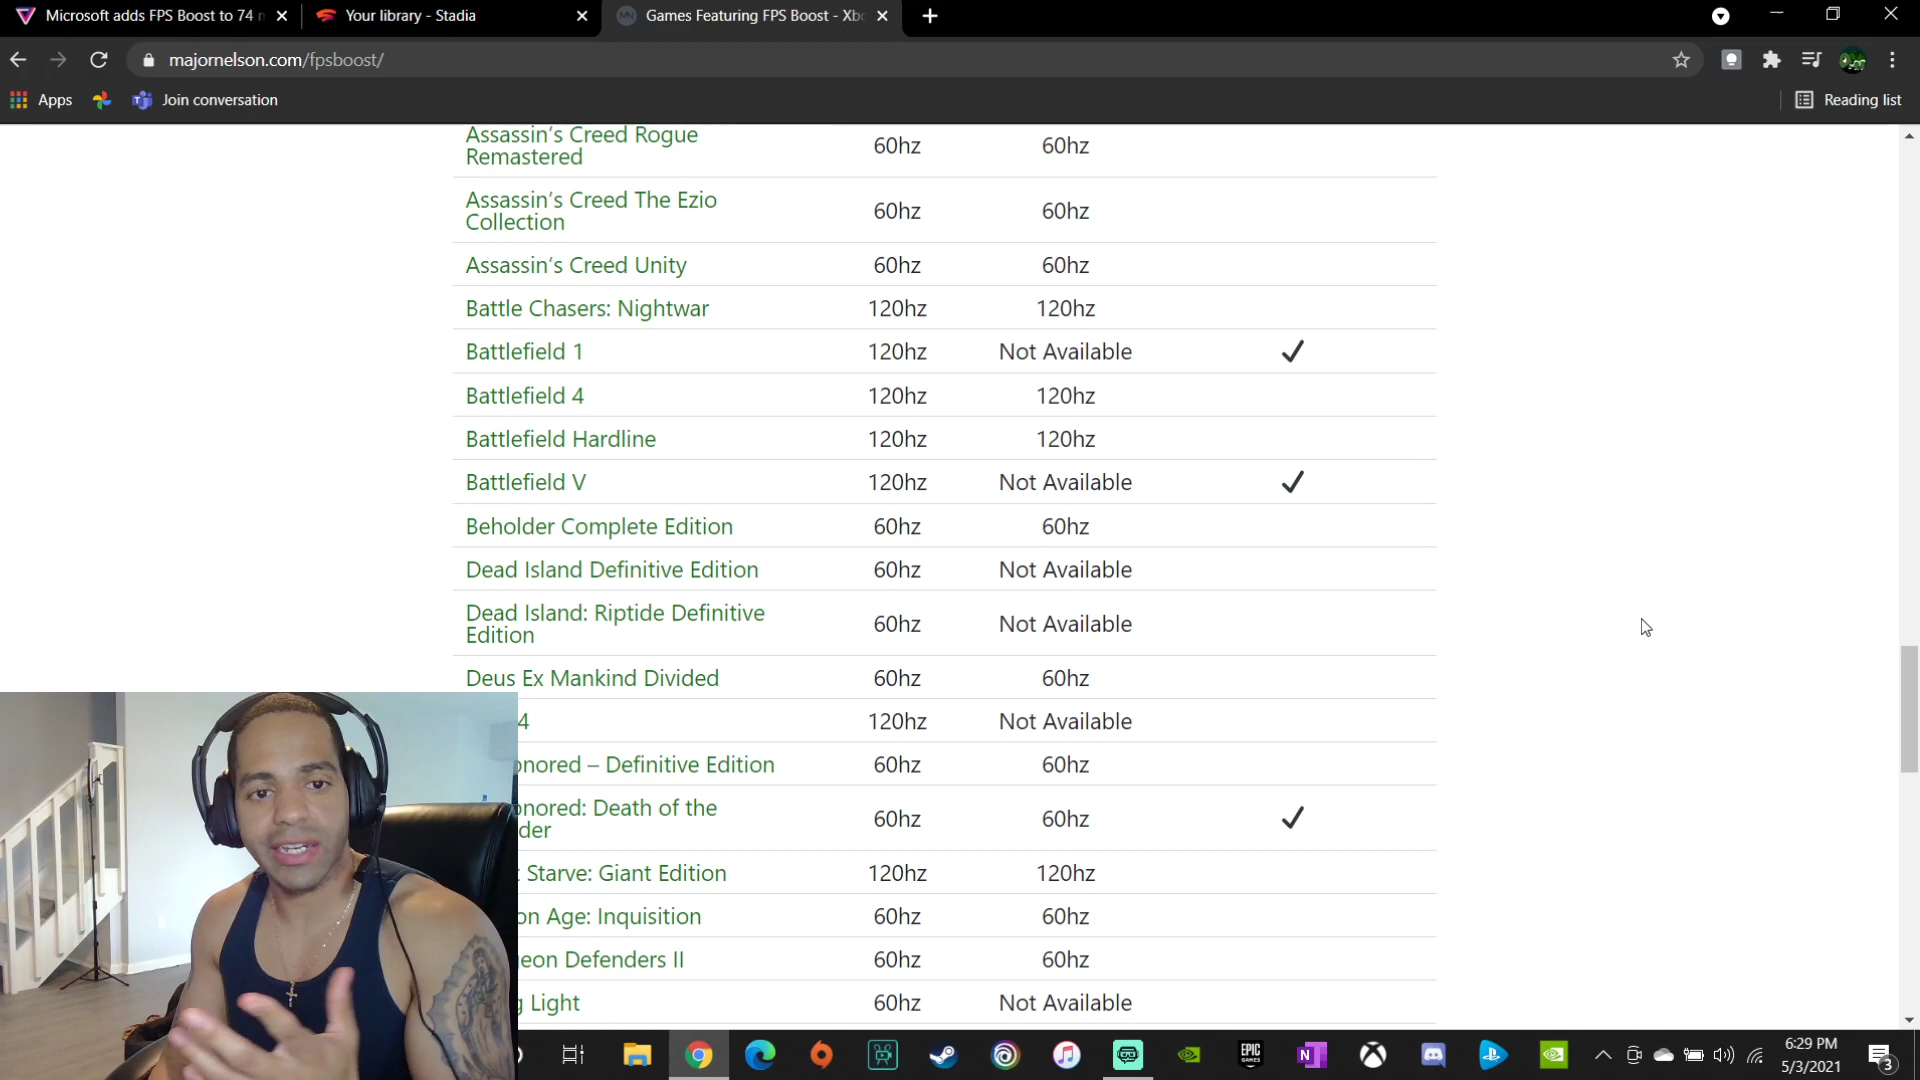 Microsoft adds FPS Boost to 74
Your library - Stadia
Games Featuring FPS Boost - Xb
majornelson.com/fpsboost/
Apps
Join conversation
Reading list
Assassin's Creed Rogue
Remastered
60hz
60hz
Assassin's Creed The Ezio
Collection
60hz
60hz
Assassin's Creed Unity
60hz
60hz
Battle Chasers: Nightwar
120hz
120hz
Battlefield 1
120hz
Not Available
Battlefield 4
120hz
120hz
Battlefield Hardline
120hz
120hz
Battlefield V
120hz
Not Available
Beholder Complete Edition
60hz
60hz
Dead Island Definitive Edition
60hz
Not Available
Dead Island: Riptide Definitive
Edition
60hz
Not Available
Deus Ex Mankind Divided
60hz
60hz
4
120hz
Not Available
onored – Definitive Edition
60hz
60hz
onored: Death of the
der
60hz
60hz
t Starve: Giant Edition
120hz
120hz
on Age: Inquisition
60hz
60hz
eon Defenders II
60hz
60hz
g Light
60hz
Not Available
EPIC
GAMES
N
6:29 PM
5/3/2021
3